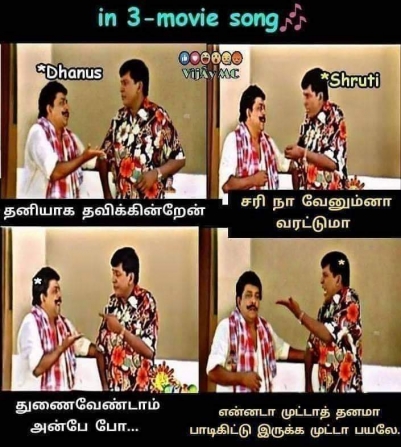 in 3-movie song
*Dhanus
VijAy MC
*Shruti
தனியாக தவிக்கின்றேன்
சரி நா வேனும்னா
வரட்டுமா
*
*
துணைவேண்டாம்
அன்பே போ...
என்னடா முட்டாத் தனமா
பாடிகிட்டு இருக்க முட்டா பயலே.